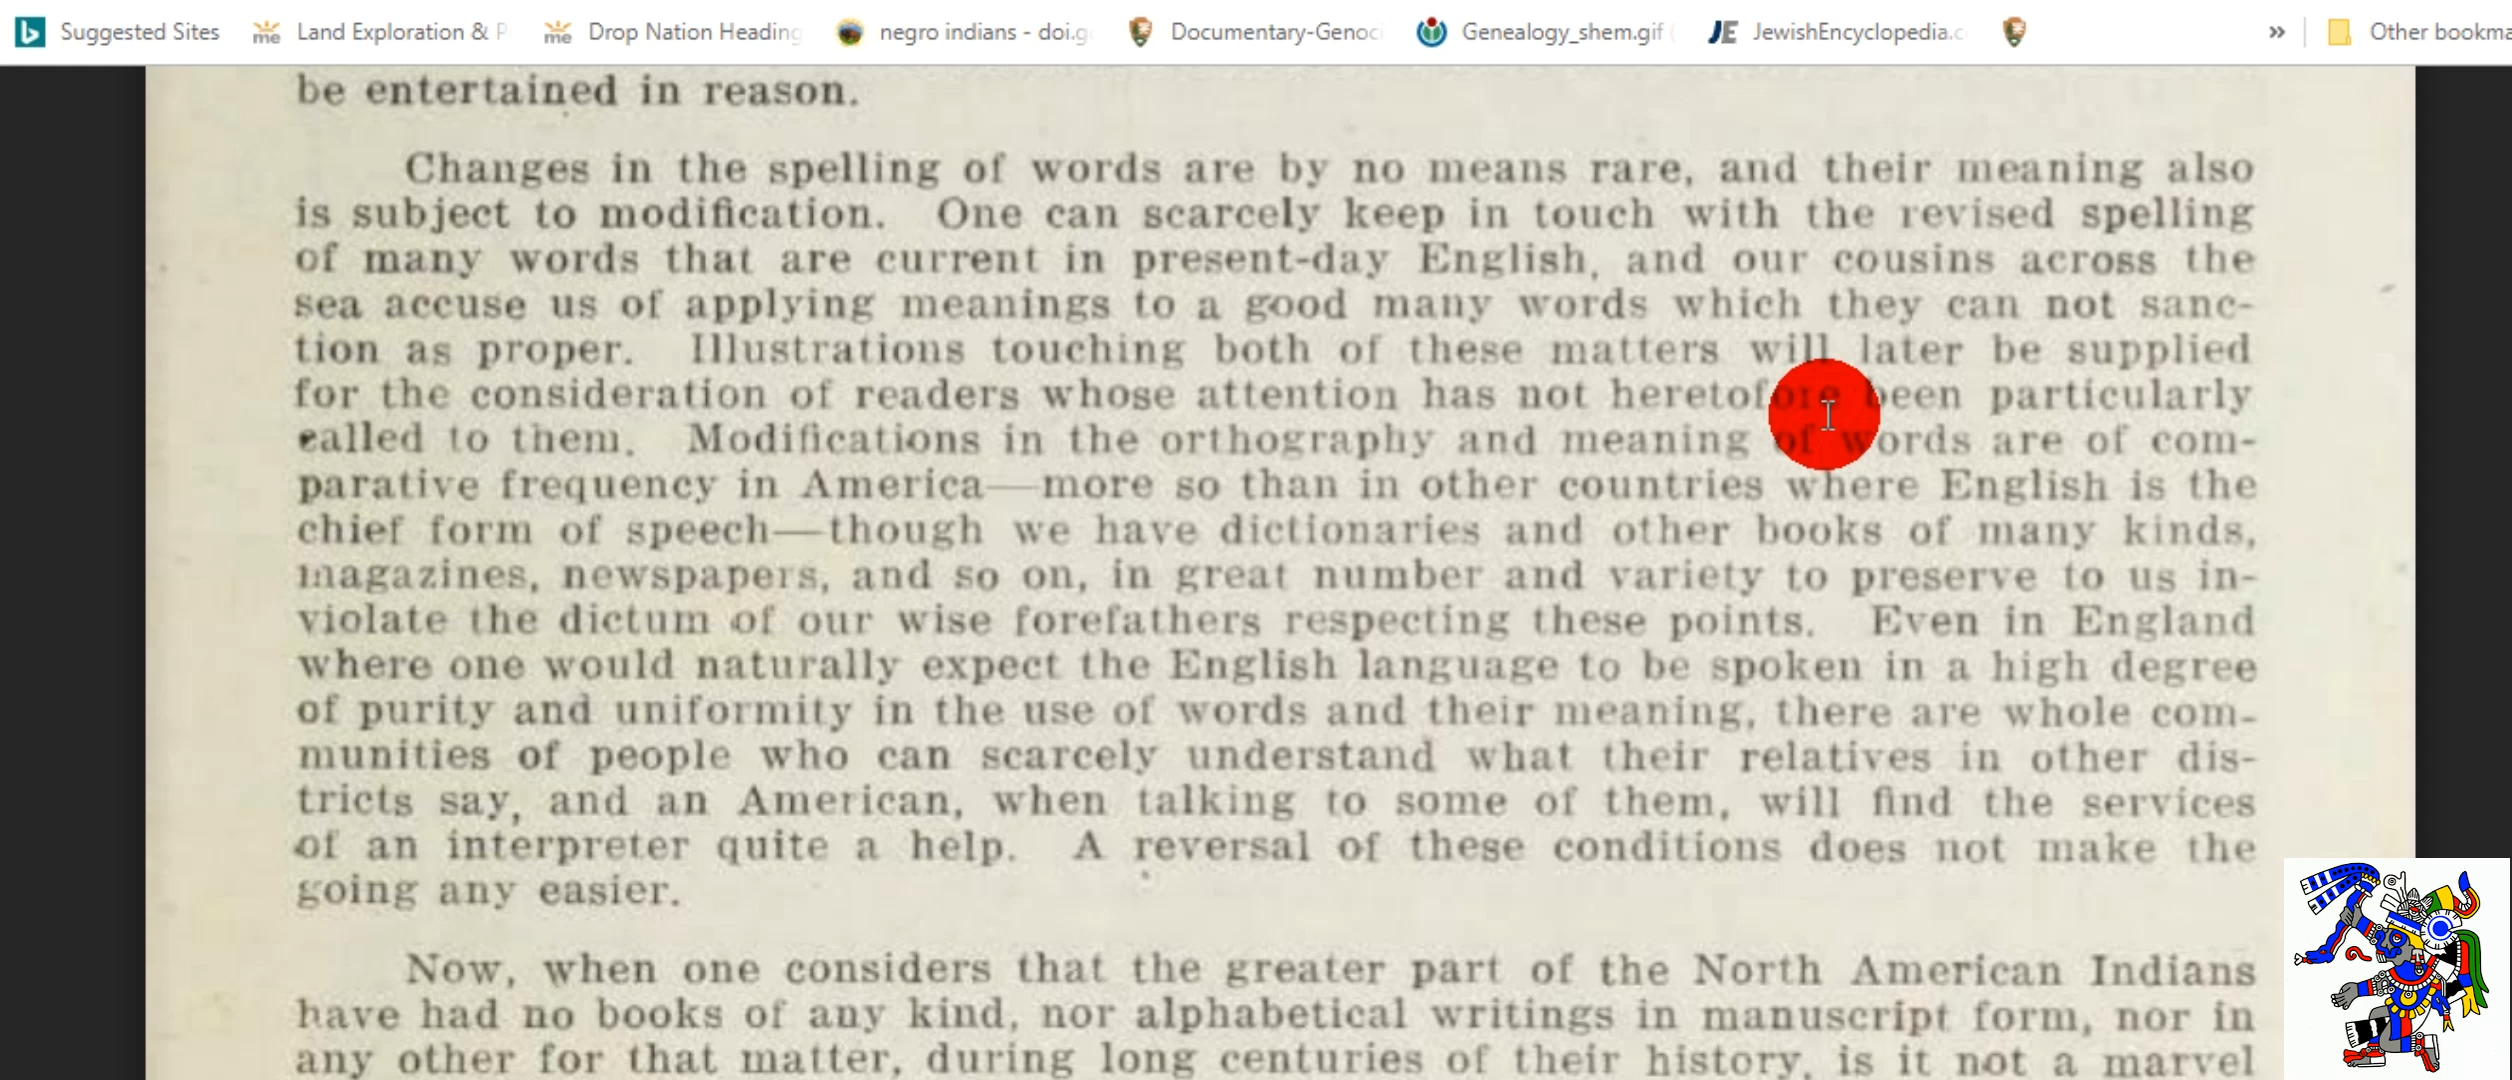 Suggested Sites Land Exploration & P Drop Nation Heading negro indians - doi.g Documentary-Genoc Genealogy_shem.gif JewishEncyclopedia.c » Other bookma
be entertained in reason.
Changes in the spelling of words are by no means rare, and their meaning also
is subject to modification. One can scarcely keep in touch with the revised spelling
of many words that are current in present-day English, and our cousins across the
sea accuse us of applying meanings to a good many words which they can not sanc-
tion as proper. Illustrations touching both of these matters will later be supplied
for the consideration of readers whose attention has not heretofore been particularly
called to them. Modifications in the orthography and meaning of words are of com-
parative frequency in America—more so than in other countries where English is the
chief form of speech—though we have dictionaries and other books of many kinds,
magazines, newspapers, and so on, in great number and variety to preserve to us in-
violate the dictum of our wise forefathers respecting these points. Even in England
where one would naturally expect the English language to be spoken in a high degree
of purity and uniformity in the use of words and their meaning, there are whole com-
munities of people who can scarcely understand what their relatives in other dis-
tricts say, and an American, when talking to some of them, will find the services
of an interpreter quite a help. A reversal of these conditions does not make the
going any easier.
Now, when one considers that the greater part of the North American Indians
have had no books of any kind, nor alphabetical writings in manuscript form, nor in
any other for that matter, during long centuries of their history, is it not a marvel